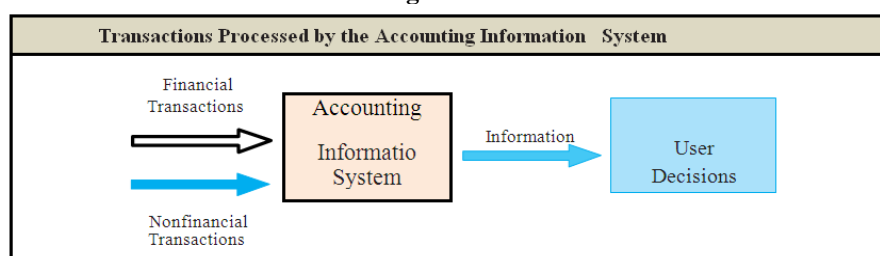 Transactions Processed by the Accounting Information System
Financial
Transactions
Accounting
Informatio
System
Information
User
Decisions
Nonfinancial
Transactions